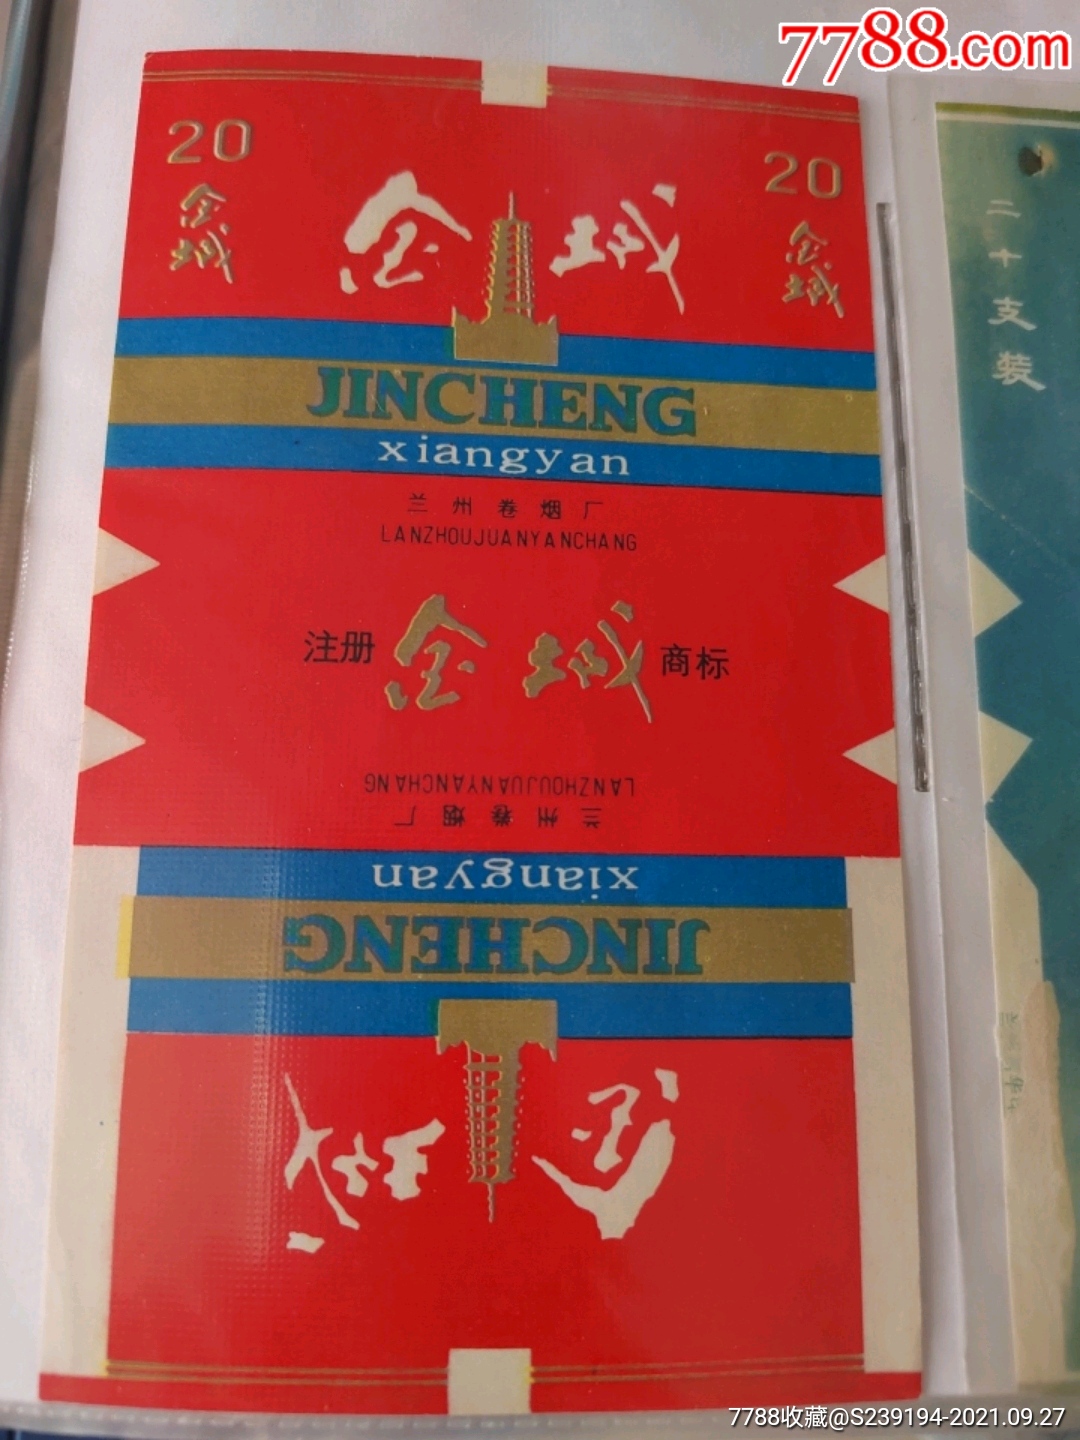 7788.com
20
金城
金城
20
金城
JINCHENG
xiangyan
兰州卷烟厂
LANZHOUJUANYANCHANG
注册 金城 商标
LANZHOUJUANYANCHANG
兰州卷烟厂
xiangyan
JINCHENG
金城
二十支装
7788收藏@S239194-2021.09.27